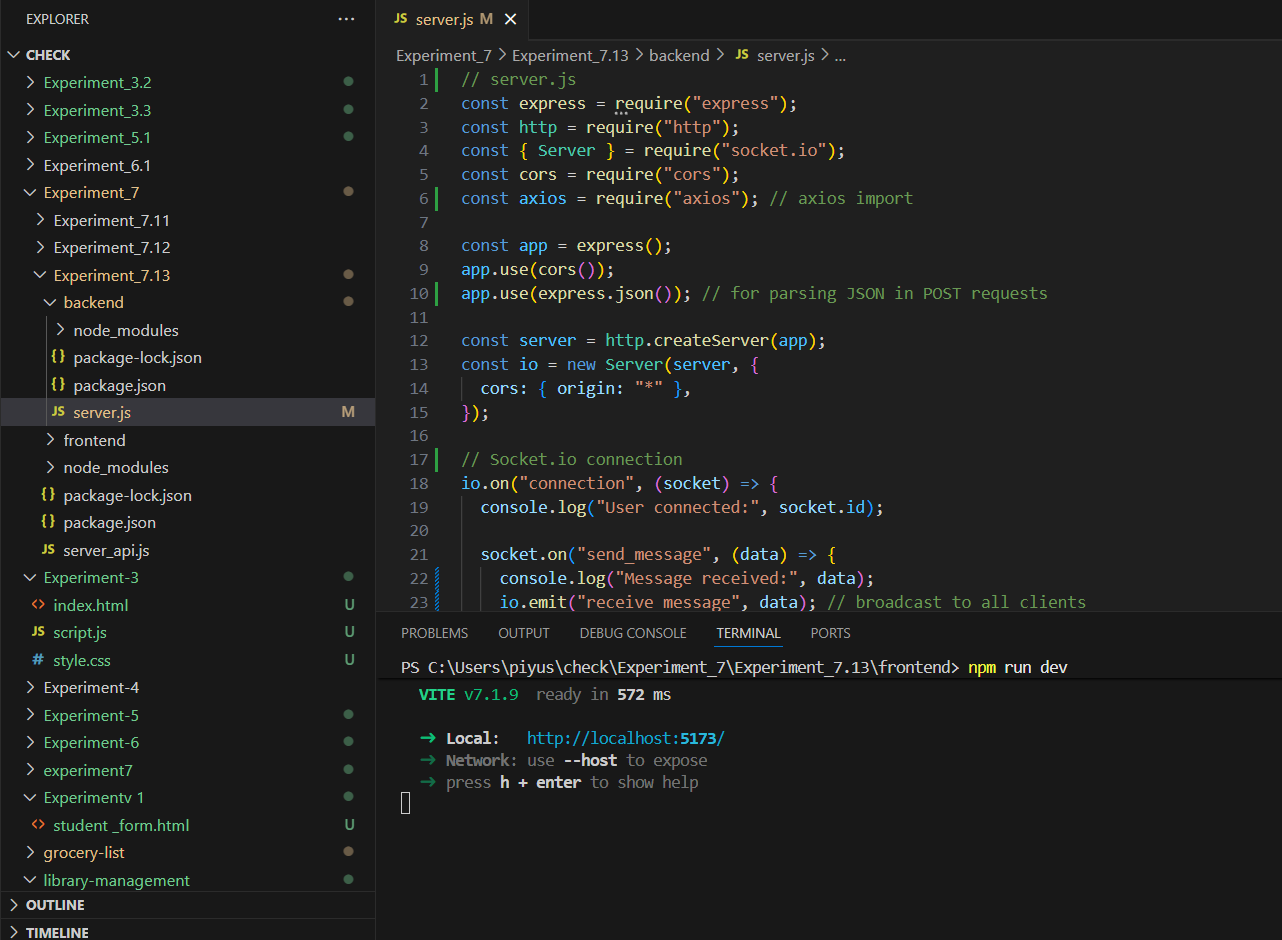 EXPLORER
CHECK
Experiment_3.2
Experiment_3.3
Experiment_5.1
Experiment_6.1
Experiment_7
Experiment_7.11
Experiment_7.12
Experiment_7.13
backend
node_modules
{} package-lock.json
{} package.json
JS server.js M
frontend
node_modules
{} package-lock.json
{} package.json
JS server_api.js
Experiment-3
<> index.html U
JS script.js U
# style.css U
Experiment-4
Experiment-5
Experiment-6
experiment7
Experimentv 1
<> student _form.html U
grocery-list
library-management
OUTLINE
TIMELINE
JS server.js M
Experiment_7 > Experiment_7.13 > backend > JS server.js > ...
1 // server.js
2 const express = require("express");
3 const http = require("http");
4 const { Server } = require("socket.io");
5 const cors = require("cors");
6 const axios = require("axios"); // axios import
7
8 const app = express();
9 app.use(cors());
10 app.use(express.json()); // for parsing JSON in POST requests
11
12 const server = http.createServer(app);
13 const io = new Server(server, {
14 cors: { origin: "*" },
15 });
16
17 // Socket.io connection
18 io.on("connection", (socket) => {
19 console.log("User connected:", socket.id);
20
21 socket.on("send_message", (data) => {
22 console.log("Message received:", data);
23 io.emit("receive message", data); // broadcast to all clients
PROBLEMS OUTPUT DEBUG CONSOLE TERMINAL PORTS
PS C:\Users\piyus\check\Experiment_7\Experiment_7.13\frontend> npm run dev
VITE v7.1.9 ready in 572 ms
➜ Local: http://localhost:5173/
➜ Network: use --host to expose
➜ press h + enter to show help